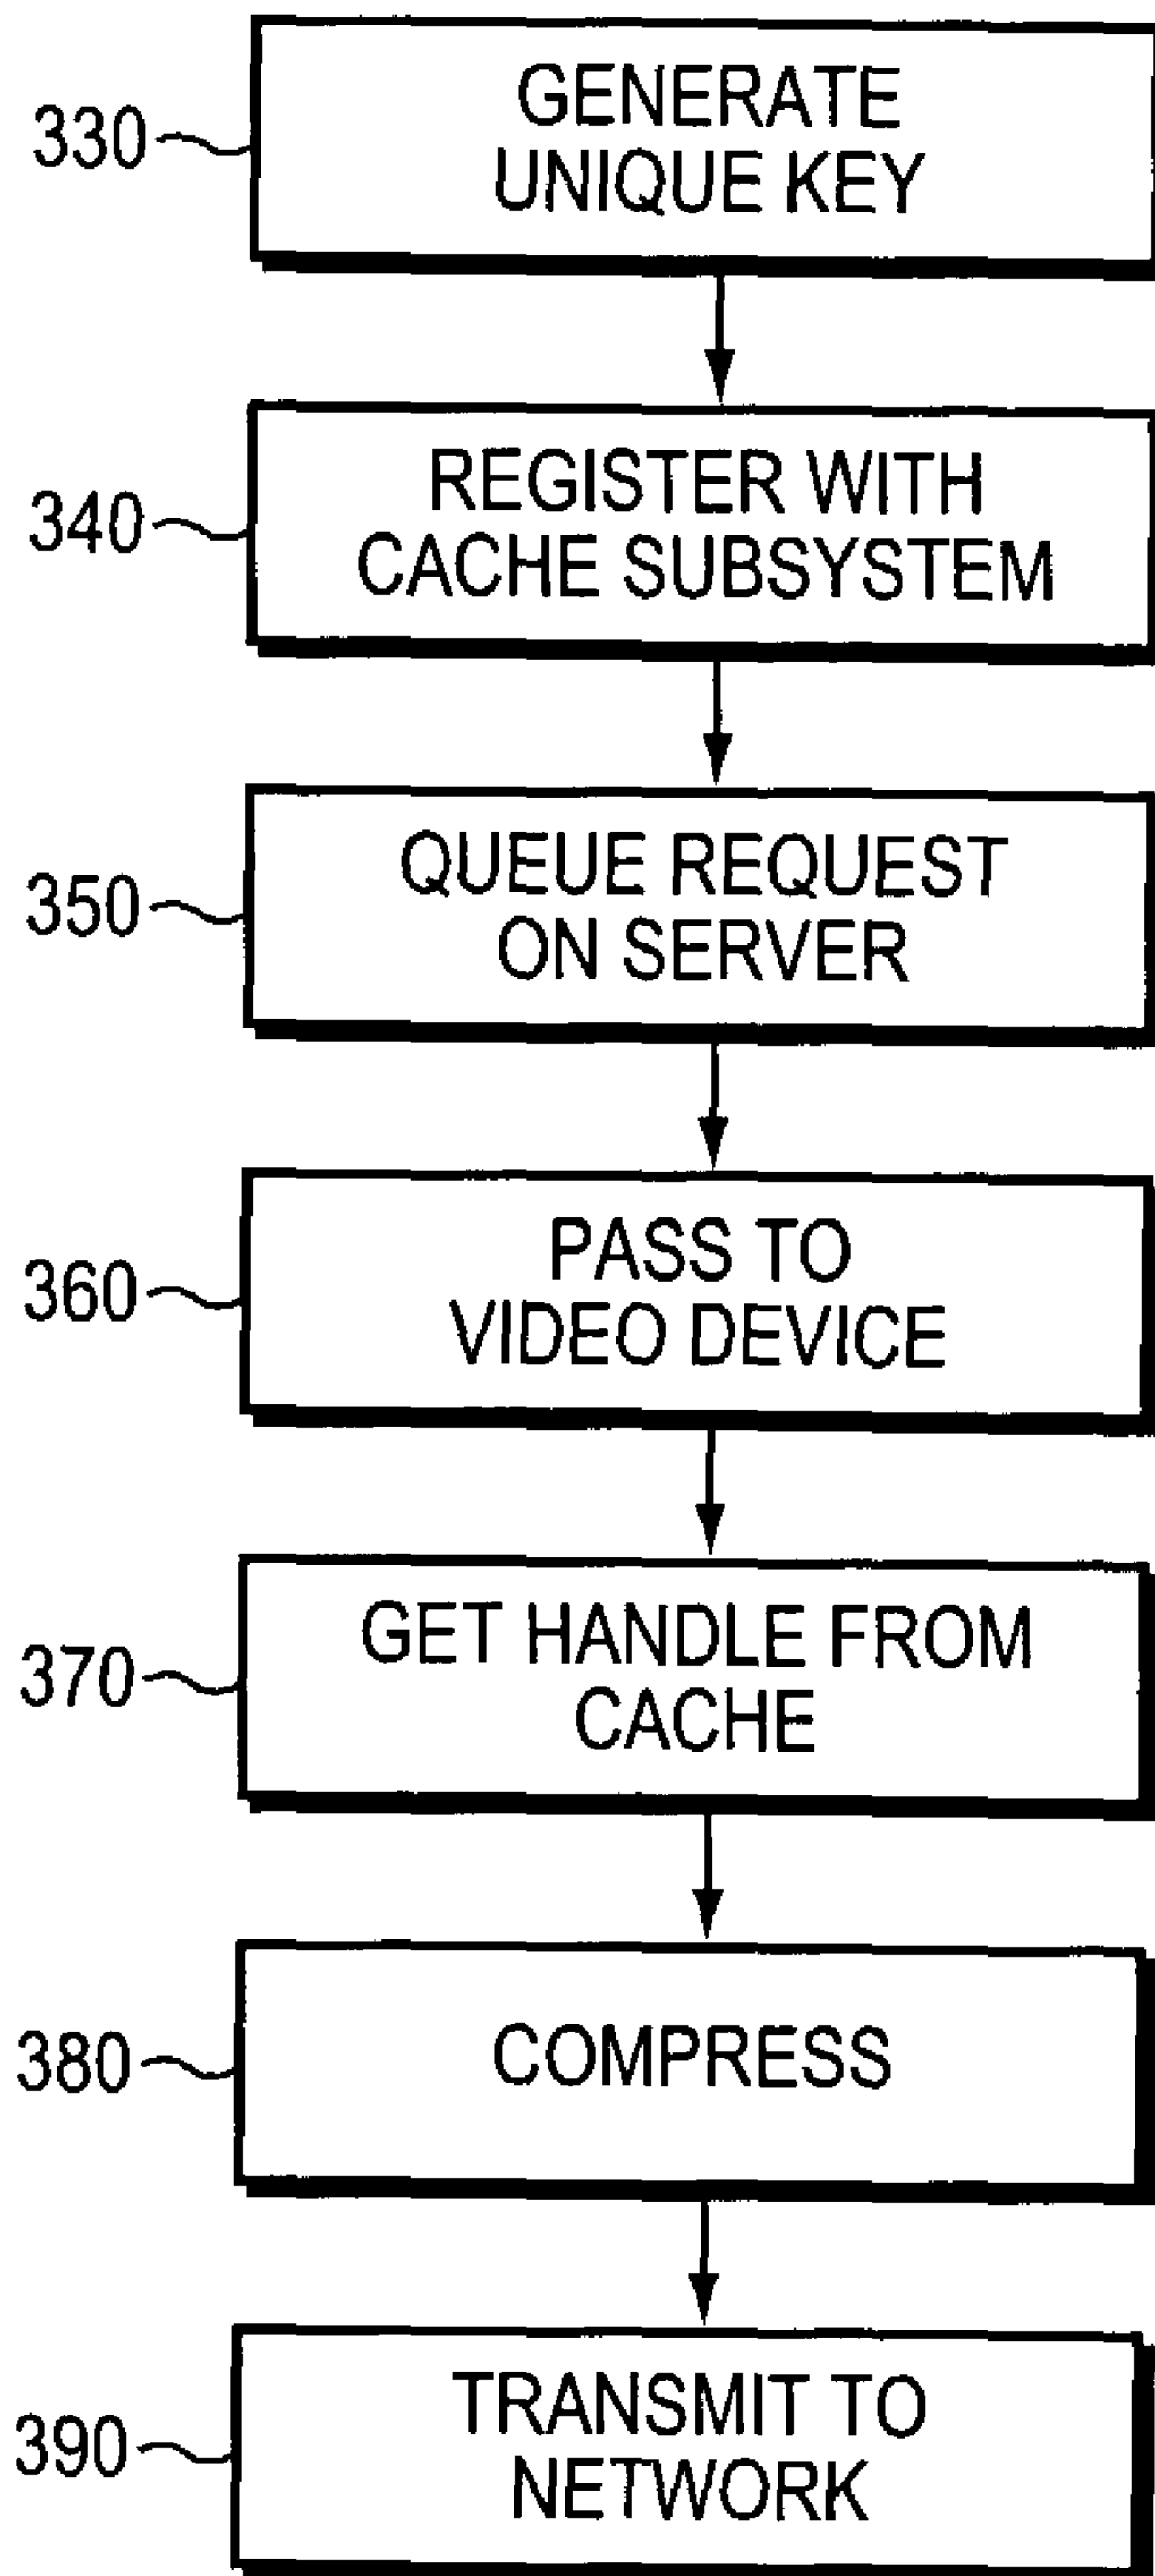 330
GENERATE
UNIQUE KEY
340
REGISTER WITH
CACHE SUBSYSTEM
350
QUEUE REQUEST
ON SERVER
360
PASS TO
VIDEO DEVICE
370
GET HANDLE FROM
CACHE
380
COMPRESS
390
TRANSMIT TO
NETWORK